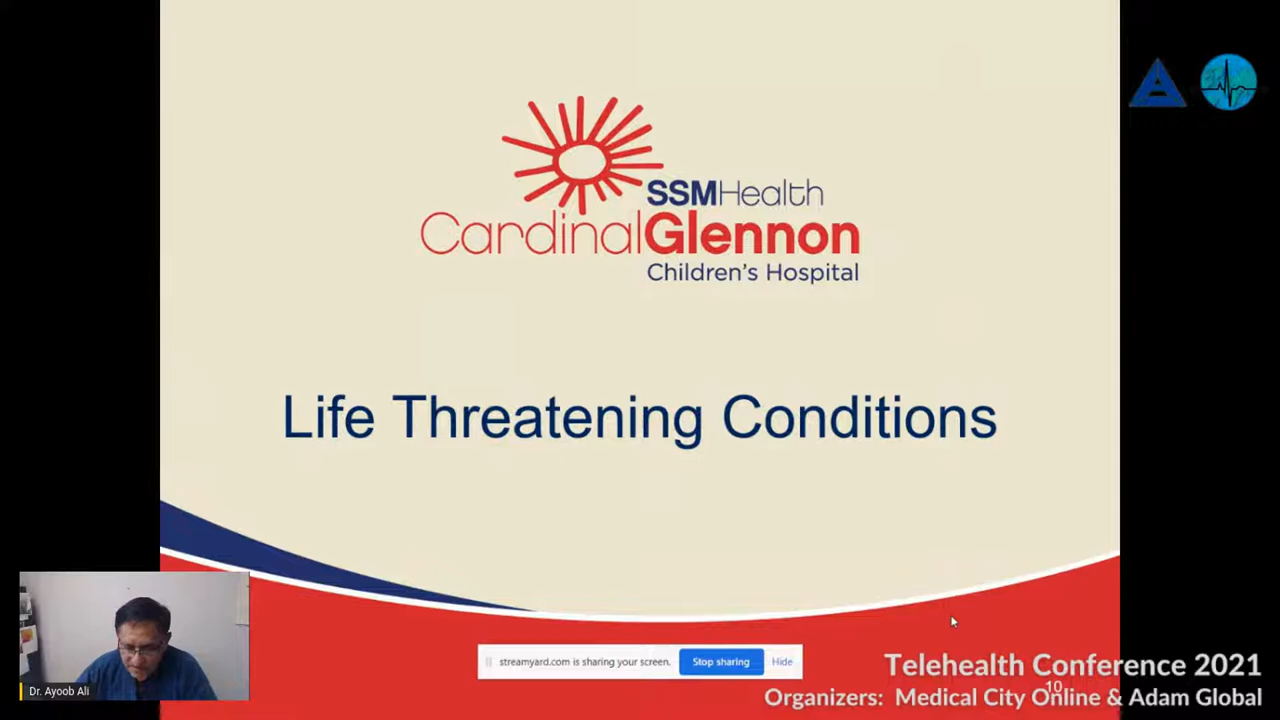 SSMHealth
CardinalGlennon
Children's Hospital
Life Threatening Conditions
streamyard.com is sharing your screen.
Stop sharing
Hide
Dr. Ayoob Ali
Telehealth Conference 2021
10
Organizers: Medical City Online & Adam Global